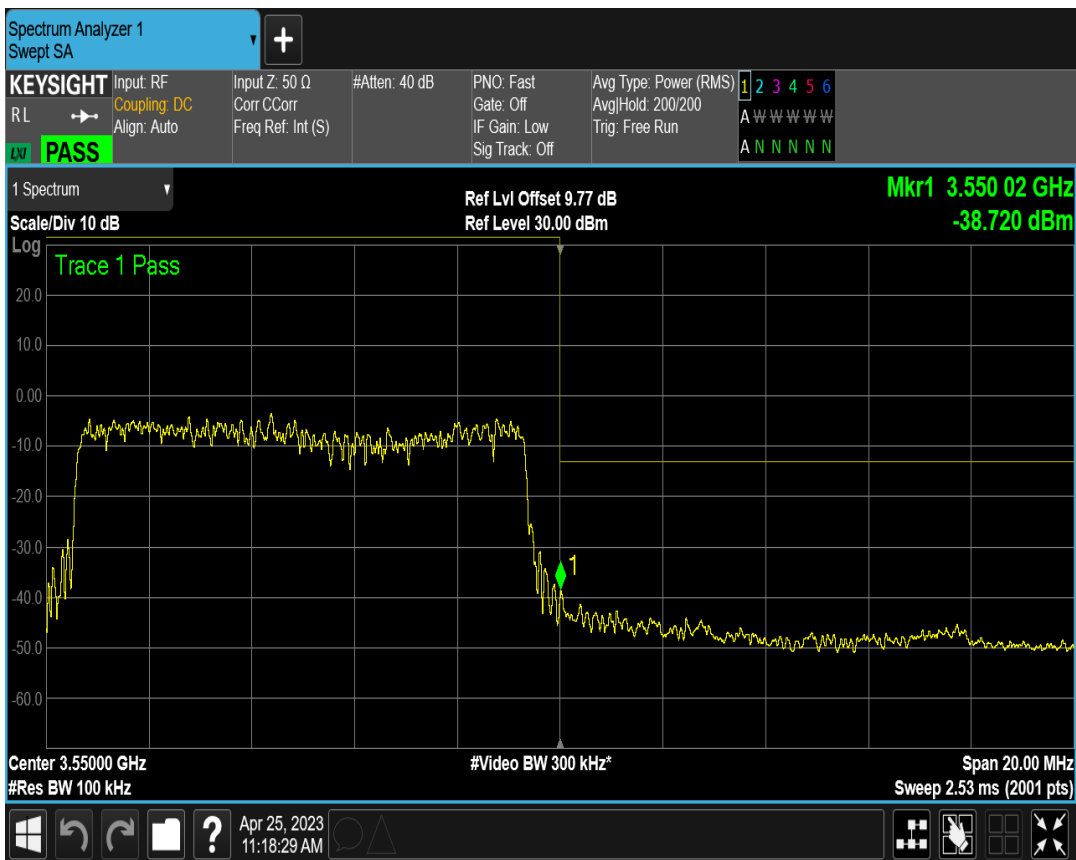 Spectrum Analyzer 1
Swept SA
+
KEYSIGHT
RL
LXI PASS
Input: RF
Coupling: DC
Align: Auto
Input Z: 50 Ω
Corr CCorr
Freq Ref: Int (S)
#Atten: 40 dB
PNO: Fast
Gate: Off
IF Gain: Low
Sig Track: Off
Avg Type: Power (RMS)
Avg|Hold: 200/200
Trig: Free Run
1 2 3 4 5 6
A W W W W W
A N N N N N
1 Spectrum
Scale/Div 10 dB
Ref Lvl Offset 9.77 dB
Ref Level 30.00 dBm
Mkr1 3.550 02 GHz
-38.720 dBm
Log
Trace 1 Pass
20.0
10.0
0.00
-10.0
-20.0
-30.0
1
-40.0
-50.0
-60.0
Center 3.55000 GHz
#Res BW 100 kHz
#Video BW 300 kHz*
Span 20.00 MHz
Sweep 2.53 ms (2001 pts)
?
Apr 25, 2023
11:18:29 AM